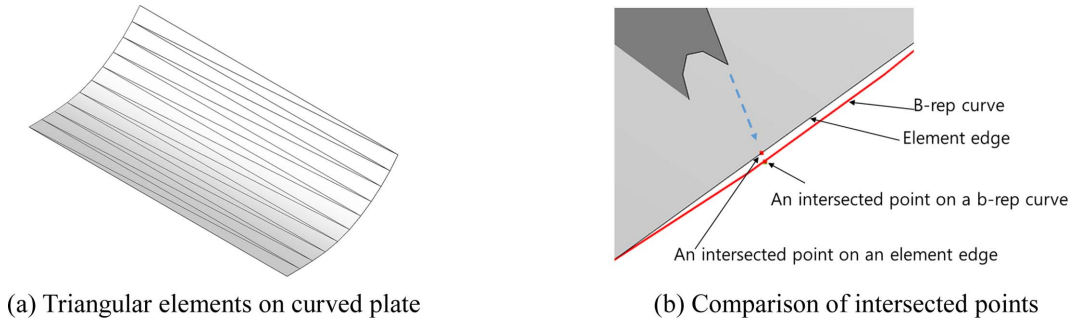 B-rep curve
Element edge
An intersected point on a b-rep curve
An intersected point on an element edge
(a) Triangular elements on curved plate
(b) Comparison of intersected points